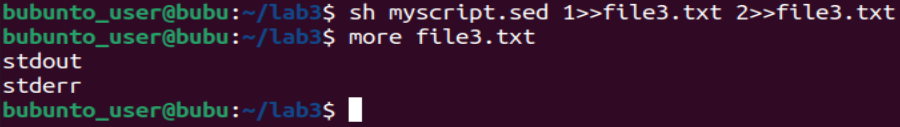 bubunto_user@bubu:~/lab3$ sh myscript.sed 1>>file3.txt 2>>file3.txt
bubunto_user@bubu:~/lab3$ more file3.txt
stdout
stderr
bubunto_user@bubu:~/lab3$